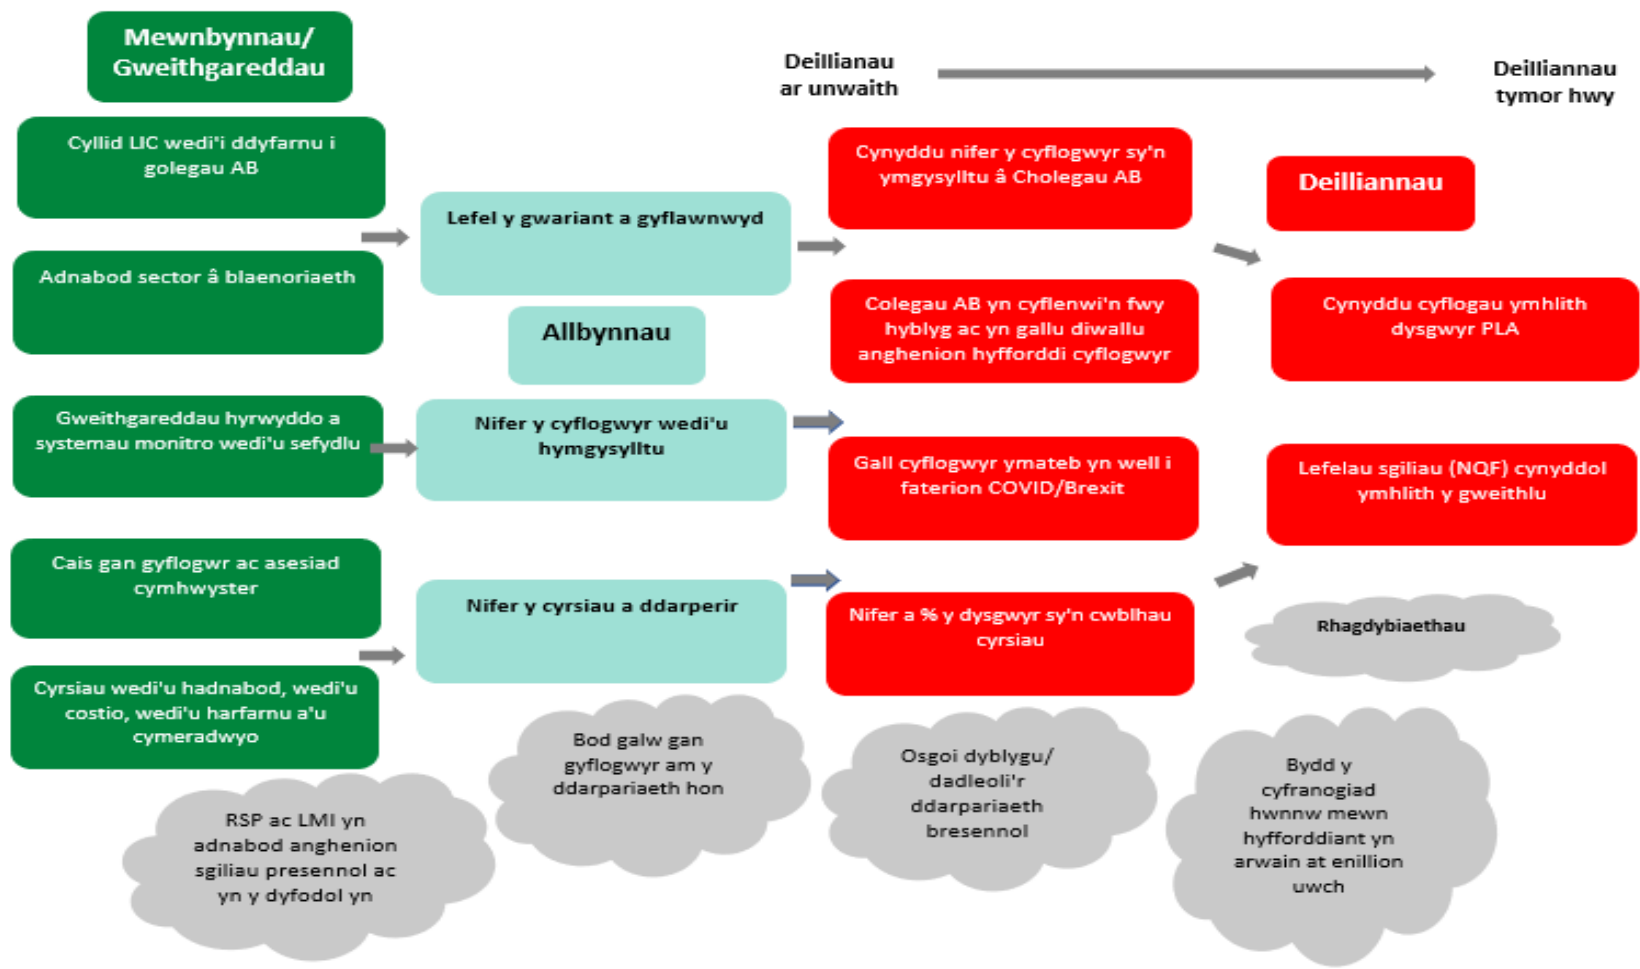 Mewnbynnau/
Gweithgareddau
Cyllid LIC wedi'i ddyfarnu i
golegau AB
Adnabod sector â blaenoriaeth
Gweithgareddau hyrwyddo a
systemau monitro wedi'u sefydlu
Cais gan gyflogwr ac asesiad
cymhwyster
Cyrsiau wedi'u hadnabod, wedi'u
costio, wedi'u harfarnu a'u
cymeradwyo
Lefel y gwariant a gyflawnwyd
Allbynnau
Nifer y cyflogwyr wedi'u
hymgysylltu
Nifer y cyrsiau a ddarperir
Deillianau
ar unwaith
Deilliannau
tymor hwy
Cynyddu nifer y cyflogwyr sy'n
ymgysylltu â Cholegau AB
Colegau AB yn cyflenwi'n fwy
hyblyg ac yn gallu diwallu
anghenion hyfforddi cyflogwyr
Gall cyflogwyr ymateb yn well i
faterion COVID/Brexit
Nifer a % y dysgwyr sy'n cwblhau
cyrsiau
Deilliannau
Cynyddu cyflogau ymhlith
dysgwyr PLA
Lefelau sgiliau (NQF) cynyddol
ymhlith y gweithlu
Rhagdybiaethau
RSP ac LMI yn
adnabod anghenion
sgiliau presennol ac
yn y dyfodol yn
Bod galw gan
gyflogwyr am y
ddarpariaeth hon
Osgoi dyblygu/
dadleoli'r
ddarpariaeth
bresennol
Bydd y
cyfranogiad
hwnnw mewn
hyfforddiant yn
arwain at enillion
uwch